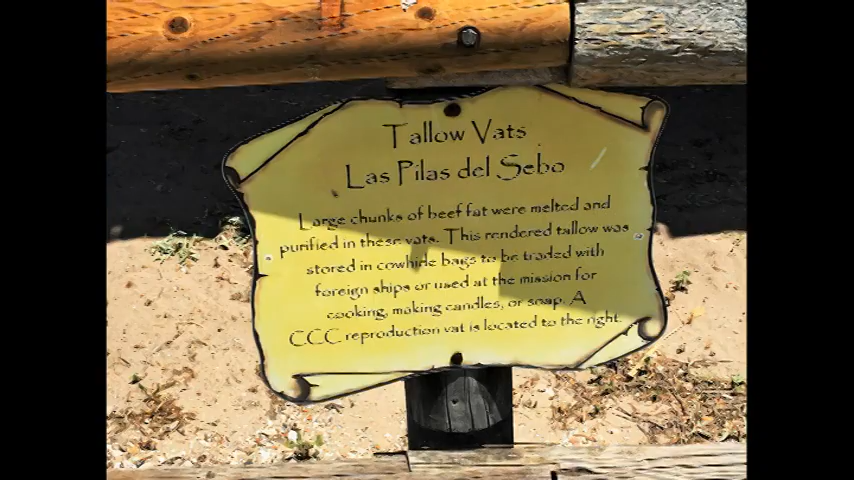 Tallow Vats
Las Pilas del Sebo
Large chunks of beef fat were melted and
purified in these vats. This rendered tallow was
stored in cowhide bags to be traded with
foreign ships or used at the mission for
cooking, making candles, or soap. A
CCC reproduction vat is located to the right.